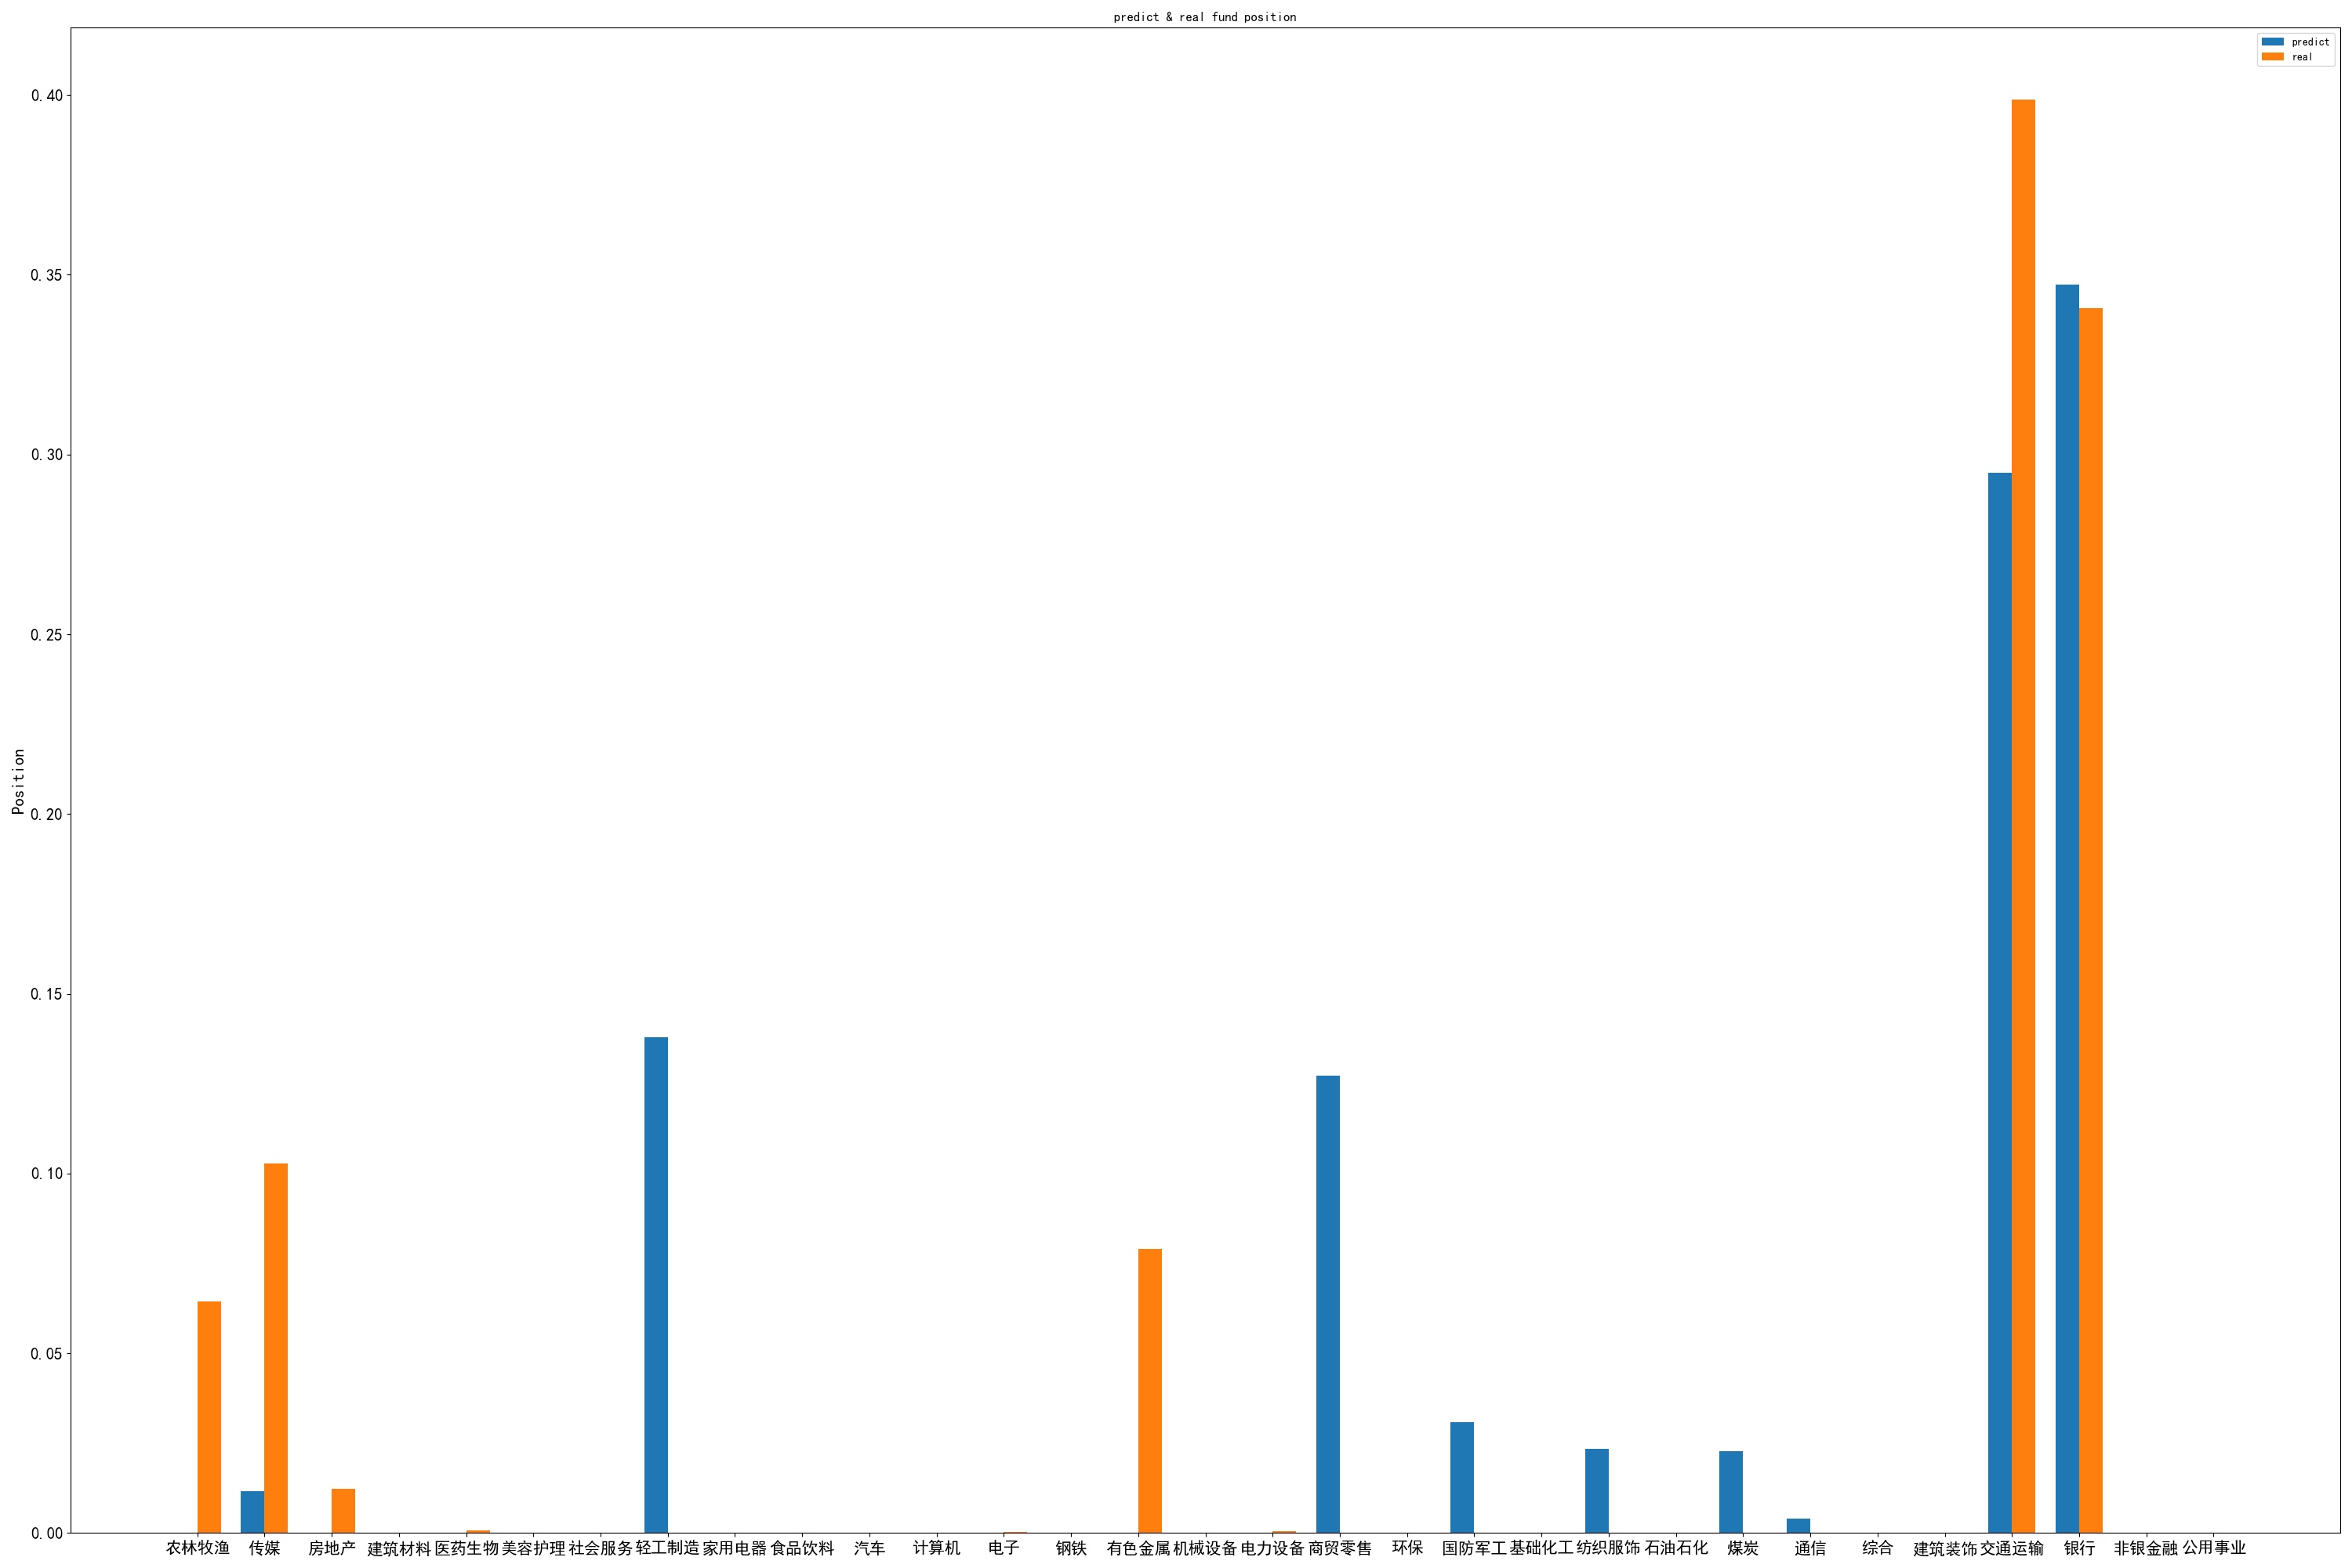 predict & real fund position
predict
real
0.40
0.35
0.30
0.25
0.20
0.15
0.10
0.05
0.00
Position
农林牧渔 传媒 房地产 建筑材料 医药生物 美容护理 社会服务 轻工制造 家用电器 食品饮料 汽车 计算机 电子 钢铁 有色金属 机械设备 电力设备 商贸零售 环保 国防军工 基础化工 纺织服饰 石油石化 煤炭 通信 综合 建筑装饰 交通运输 银行 非银金融 公用事业